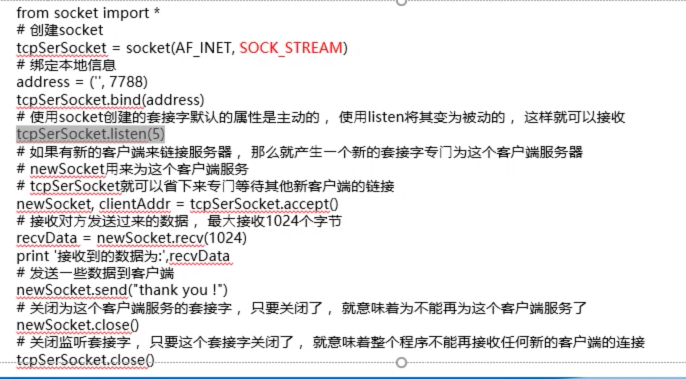 from socket import *
# 创建socket
tcpSerSocket = socket(AF_INET, SOCK_STREAM)
# 绑定本地信息
address = ('', 7788)
tcpSerSocket.bind(address)
# 使用socket创建的套接字默认的属性是主动的，使用listen将其变为被动的，这样就可以接收
tcpSerSocket.listen(5)
# 如果有新的客户端来链接服务器，那么就产生一个新的套接字专门为这个客户端服务器
# newSocket用来为这个客户端服务
# tcpSerSocket就可以省下来专门等待其他新客户端的链接
newSocket, clientAddr = tcpSerSocket.accept()
# 接收对方发送过来的数据，最大接收1024个字节
recvData = newSocket.recv(1024)
print '接收到的数据为:',recvData
# 发送一些数据到客户端
newSocket.send("thank you !")
# 关闭为这个客户端服务的套接字，只要关闭了，就意味着为不能再为这个客户端服务了
newSocket.close()
# 关闭监听套接字，只要这个套接字关闭了，就意味着整个程序不能再接收任何新的客户端的连接
tcpSerSocket.close()